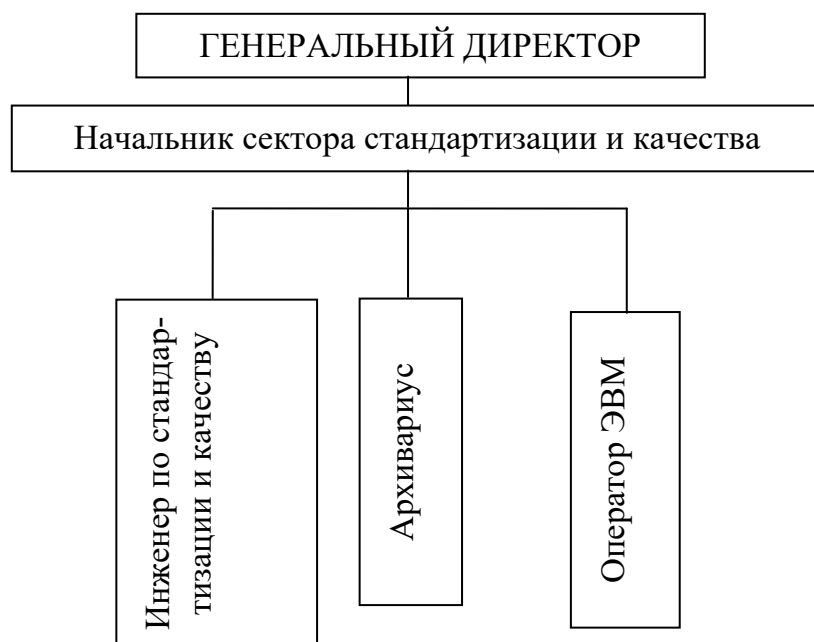 ГЕНЕРАЛЬНЫЙ ДИРЕКТОР
Начальник сектора стандартизации и качества
Инженер по стандар-
тизации и качеству
Архивариус
Оператор ЭВМ